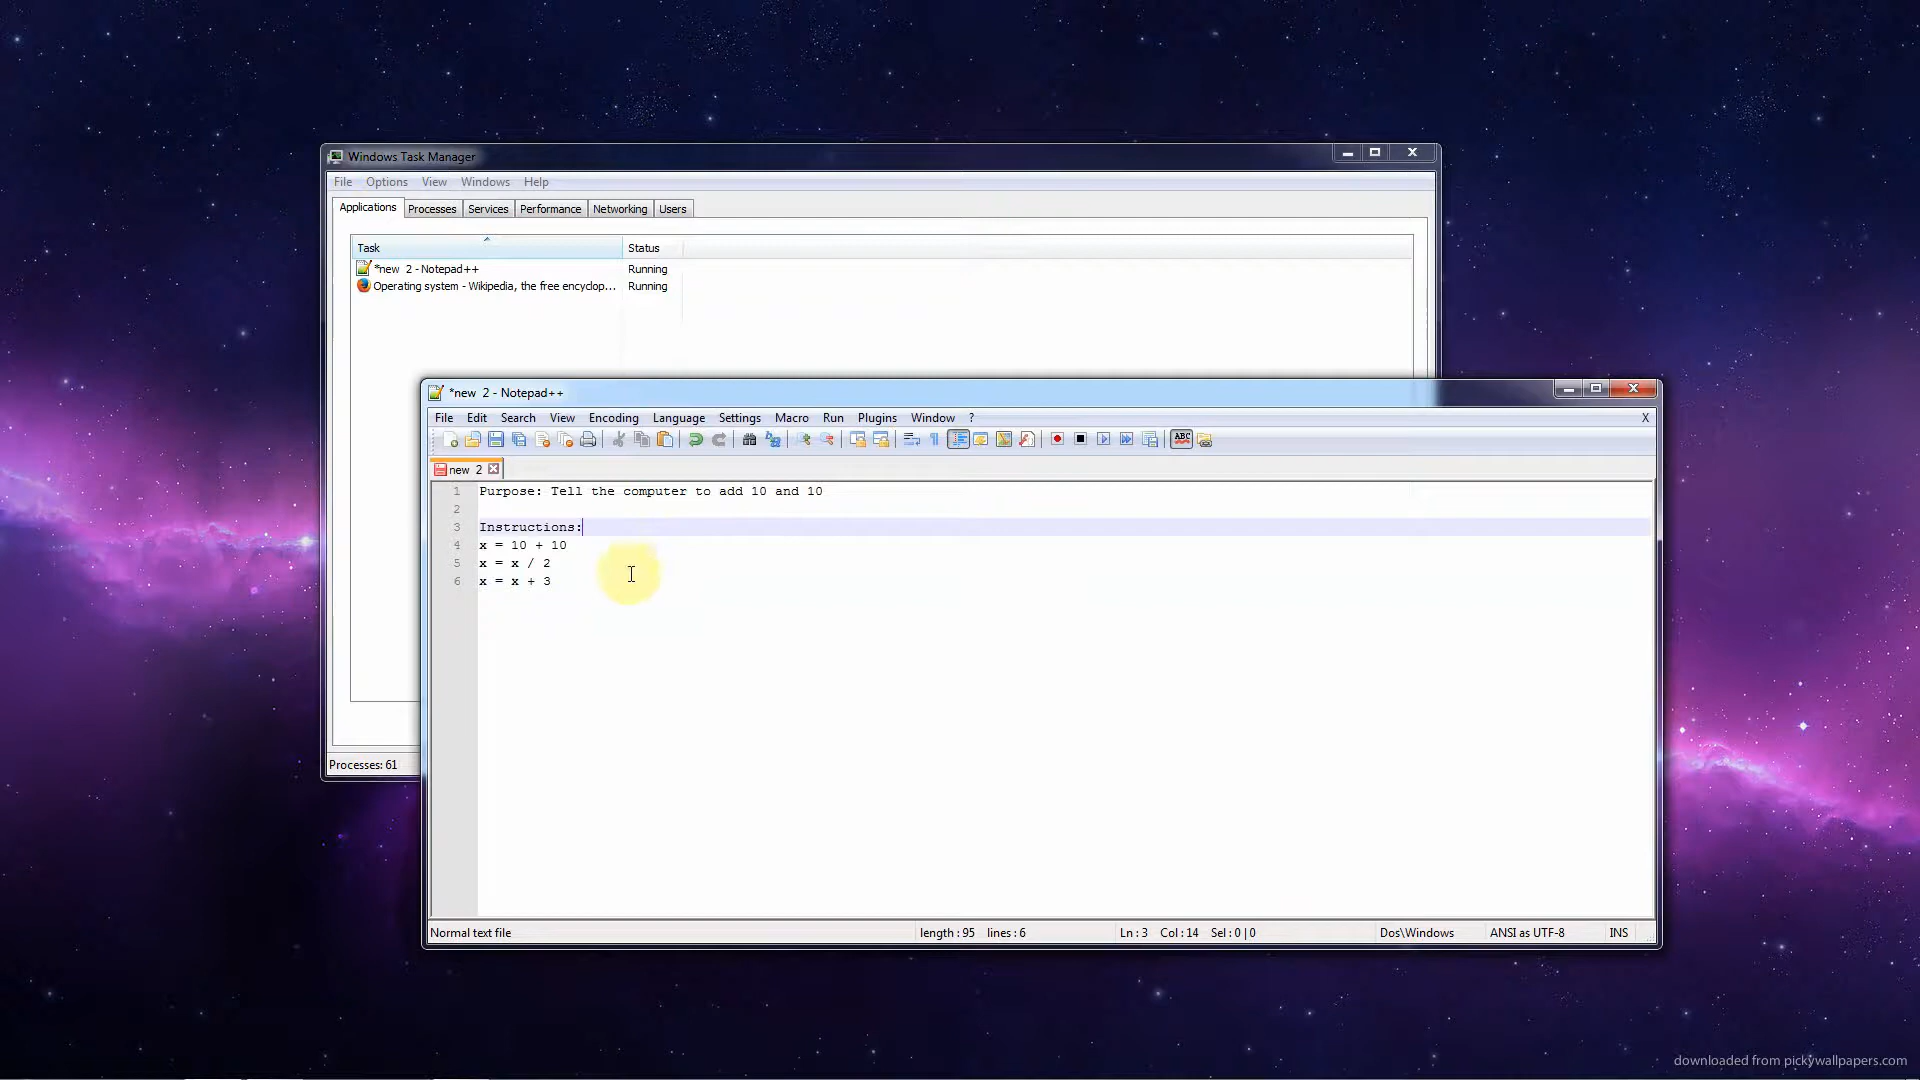 Windows Task Manager
File Options View Windows Help
Applications Processes Services Performance Networking Users
Task Status
*new 2 - Notepad++ Running
Operating system - Wikipedia, the free encyclop... Running
Processes: 61
*new 2 - Notepad++
File Edit Search View Encoding Language Settings Macro Run Plugins Window ? X
ABC
new 2
1 Purpose: Tell the computer to add 10 and 10
2
3 Instructions:
4 x = 10 + 10
5 x = x / 2
6 x = x + 3
Normal text file length : 95 lines : 6 Ln : 3 Col : 14 Sel : 0 | 0 Dos\Windows ANSI as UTF-8 INS
downloaded from pickywallpapers.com